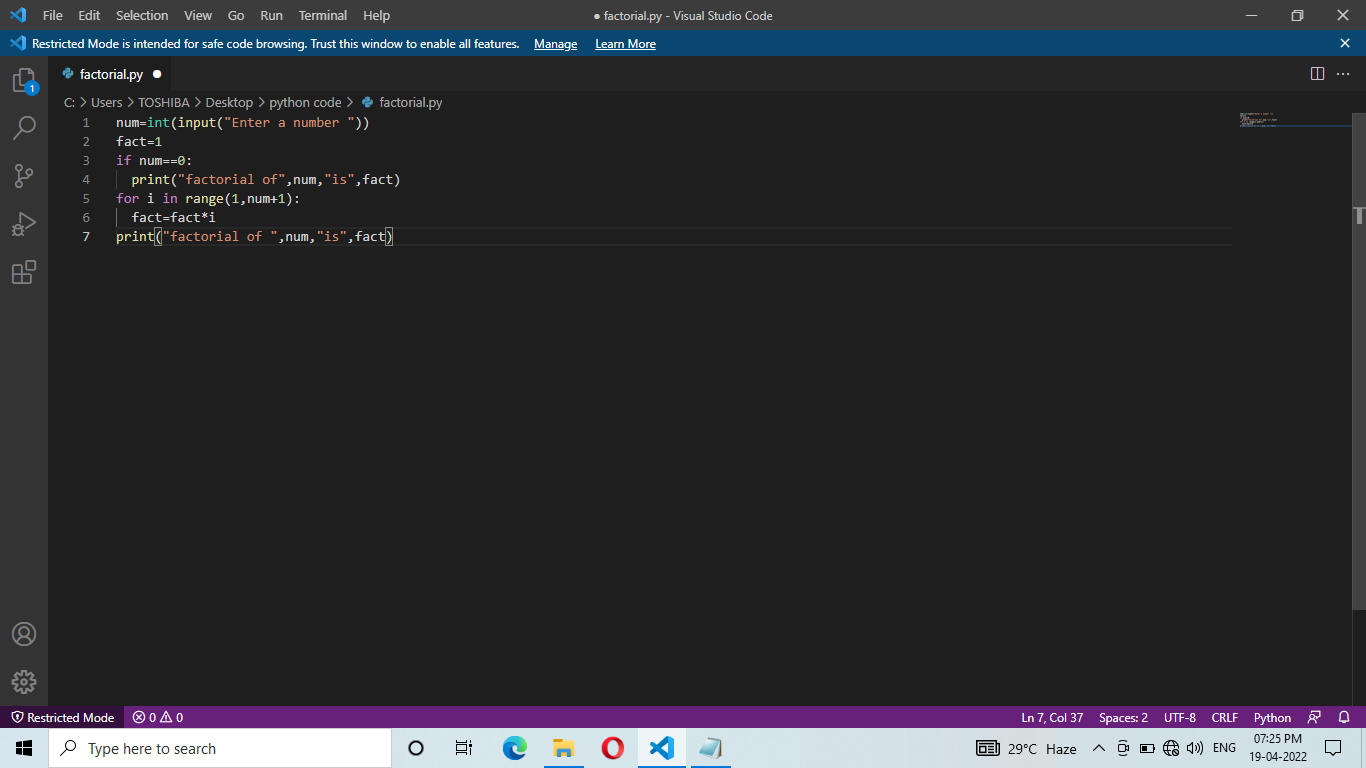 File Edit Selection View Go Run Terminal Help ● factorial.py - Visual Studio Code
Restricted Mode is intended for safe code browsing. Trust this window to enable all features. Manage Learn More
1
factorial.py ●
C: > Users > TOSHIBA > Desktop > python code > factorial.py
1 num=int(input("Enter a number "))
2 fact=1
3 if num==0:
4   print("factorial of",num,"is",fact)
5 for i in range(1,num+1):
6   fact=fact*i
7 print("factorial of ",num,"is",fact)
Restricted Mode 0 0 Ln 7, Col 37 Spaces: 2 UTF-8 CRLF Python
Type here to search 29°C Haze ENG 07:25 PM
19-04-2022